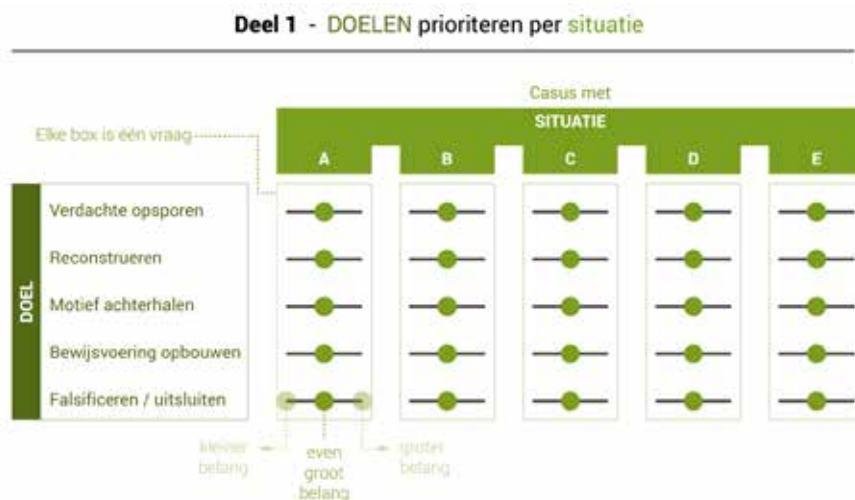 Deel 1 - DOELEN prioriteren per situatie
Casus met
SITUATIE
Elke box is één vraag
A B C D E
DOEL
Verdachte opsporen
Reconstrueren
Motief achterhalen
Bewijsvoering opbouwen
Falsificeren / uitsluiten
kleiner
belang
even
groot
belang
groter
belang